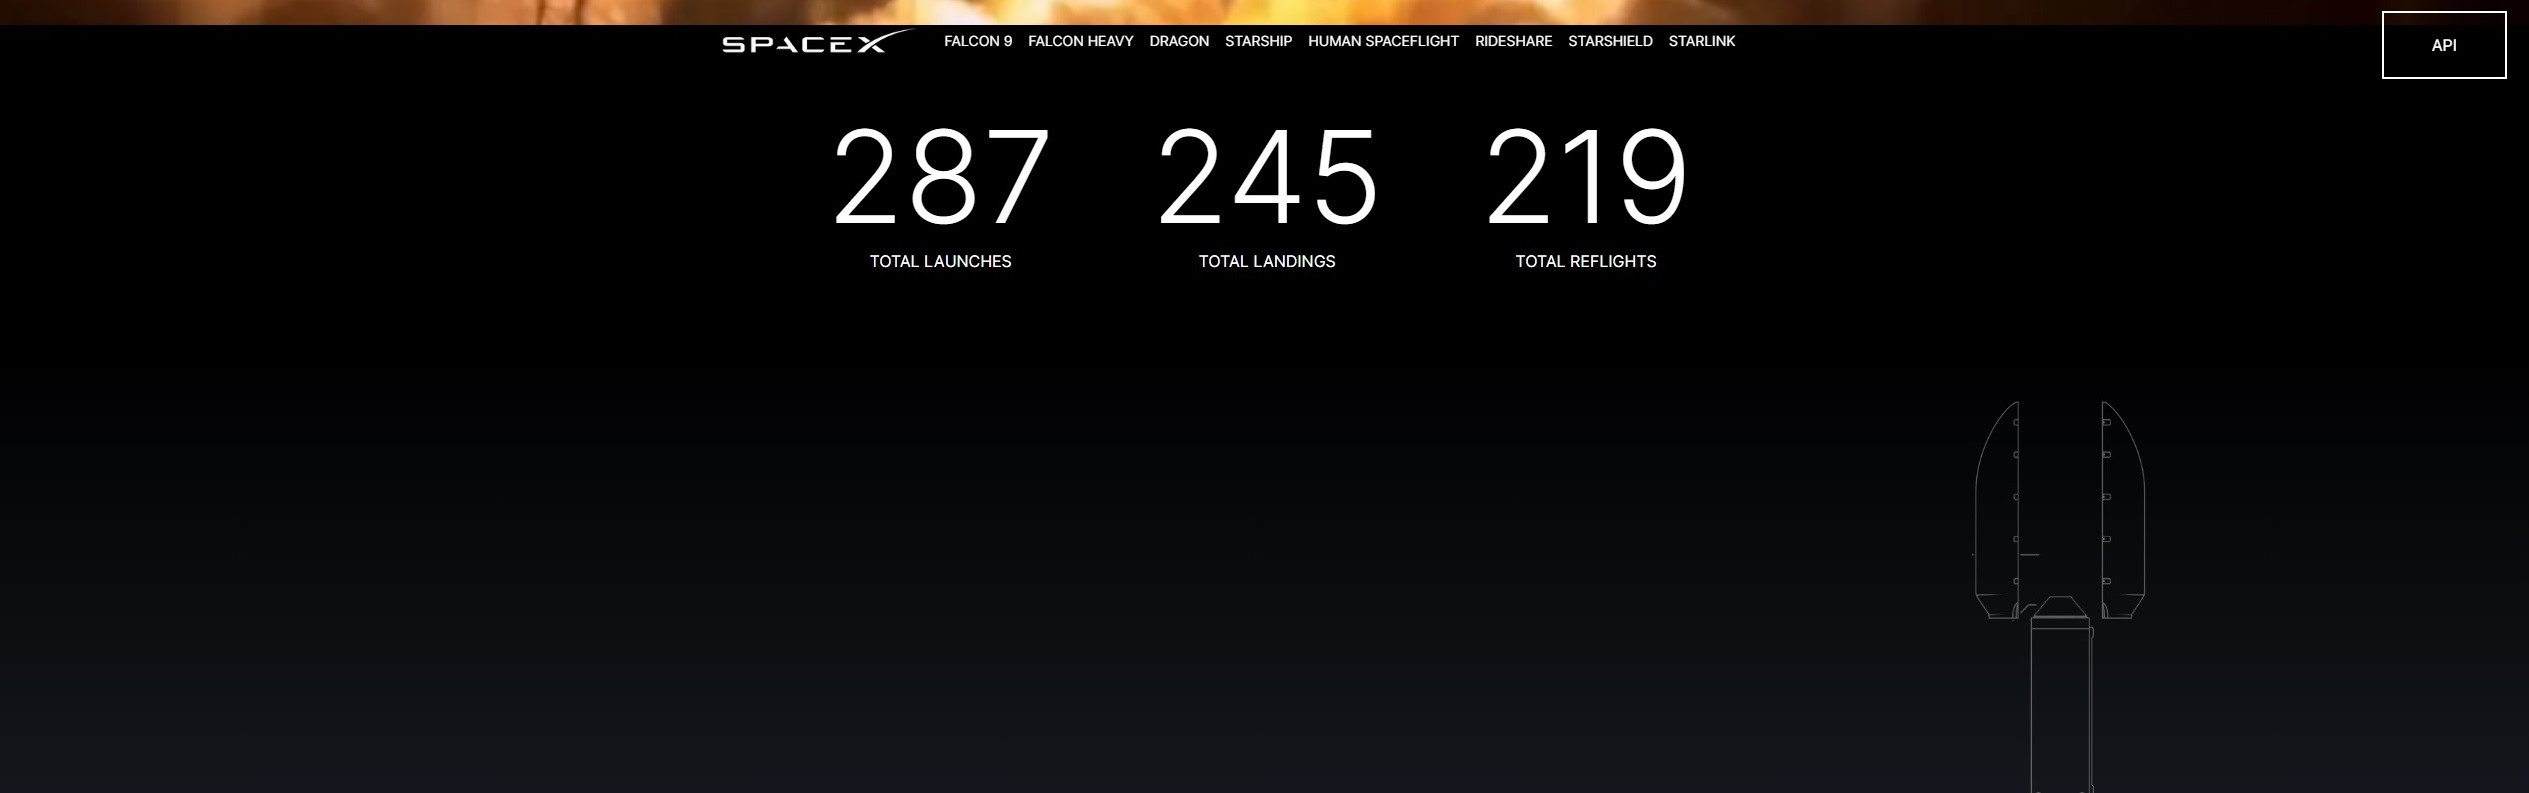 SPACEX FALCON 9 FALCON HEAVY DRAGON STARSHIP HUMAN SPACEFLIGHT RIDESHARE STARSHIELD STARLINK API
287 245 219
TOTAL LAUNCHES TOTAL LANDINGS TOTAL REFLIGHTS